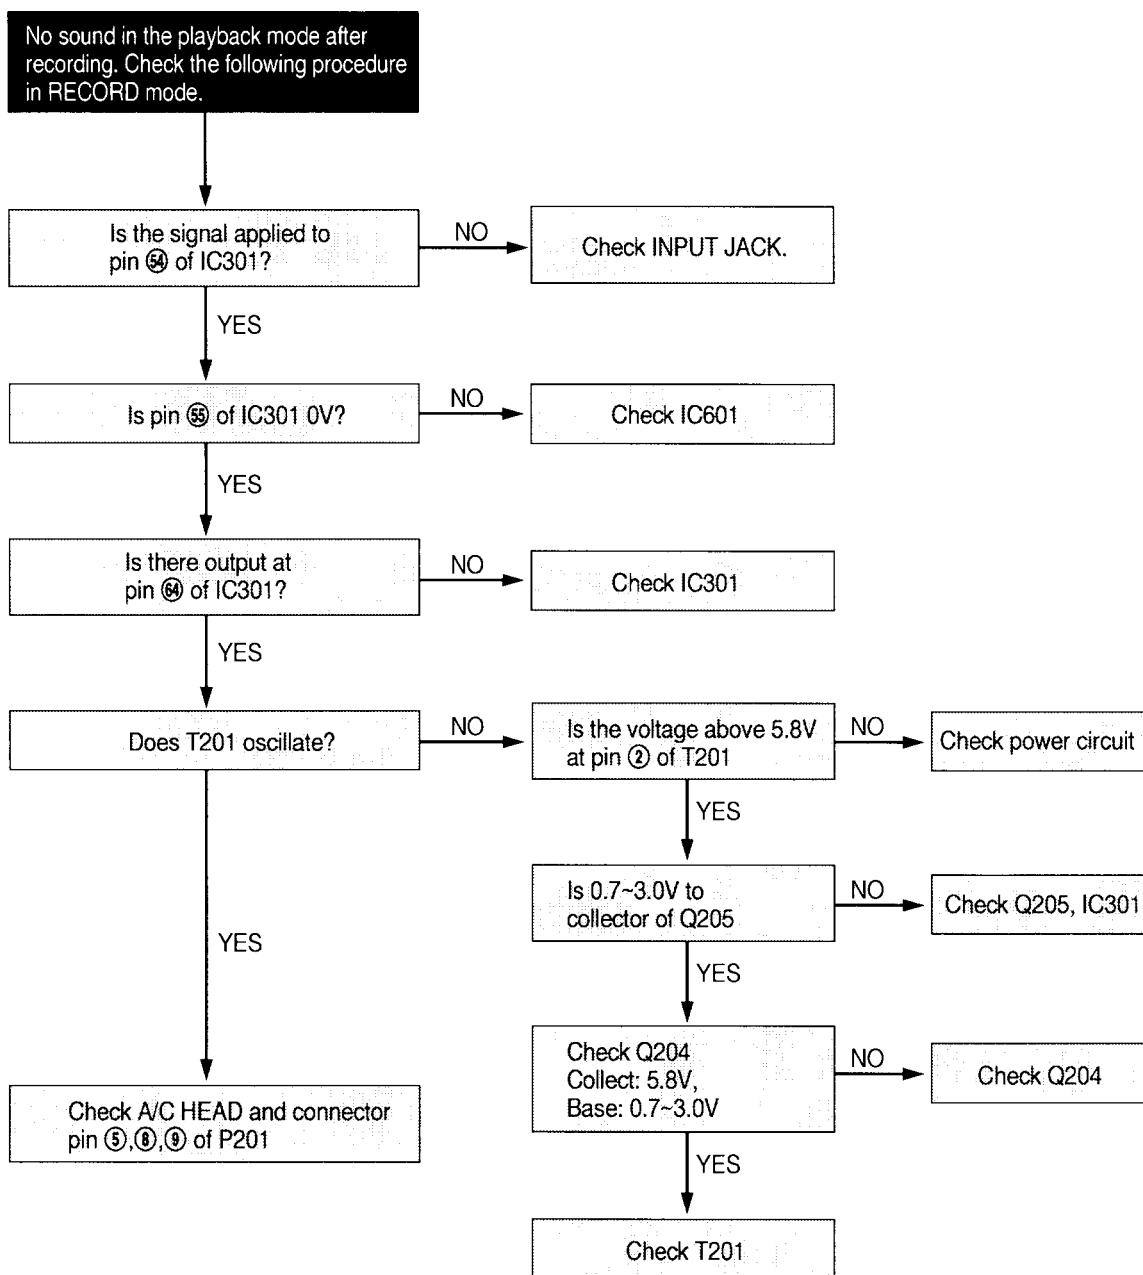 No sound in the playback mode after
recording. Check the following procedure
in RECORD mode.
Is the signal applied to
pin 54 of IC301?
NO
Check INPUT JACK.
YES
Is pin 55 of IC301 0V?
NO
Check IC601
YES
Is there output at
pin 64 of IC301?
NO
Check IC301
YES
Does T201 oscillate?
NO
Is the voltage above 5.8V
at pin ② of T201
NO
Check power circuit
YES
Is 0.7~3.0V to
collector of Q205
NO
Check Q205, IC301
YES
YES
Check Q204
Collect: 5.8V,
Base: 0.7~3.0V
NO
Check Q204
Check A/C HEAD and connector
pin ⑤,⑧,⑨ of P201
YES
Check T201